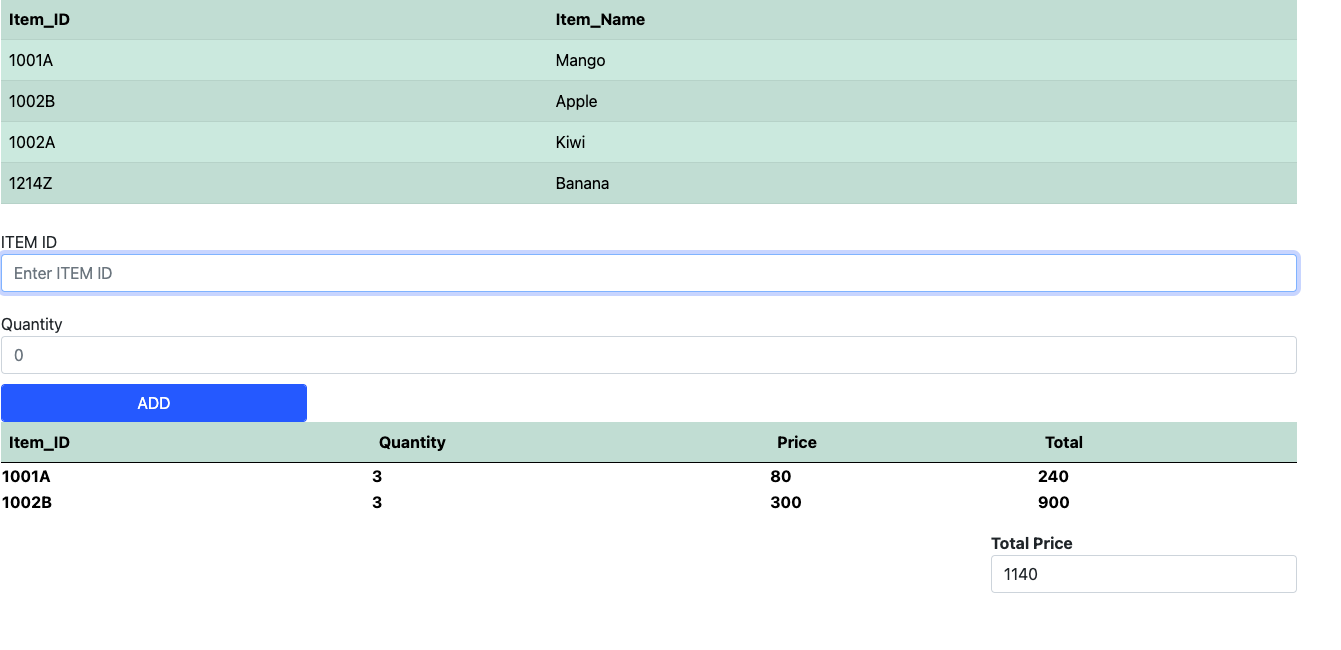 Item_ID Item_Name
1001A Mango
1002B Apple
1002A Kiwi
1214Z Banana
ITEM ID
Enter ITEM ID
Quantity
0
ADD
Item_ID Quantity Price Total
1001A 3 80 240
1002B 3 300 900
Total Price
1140